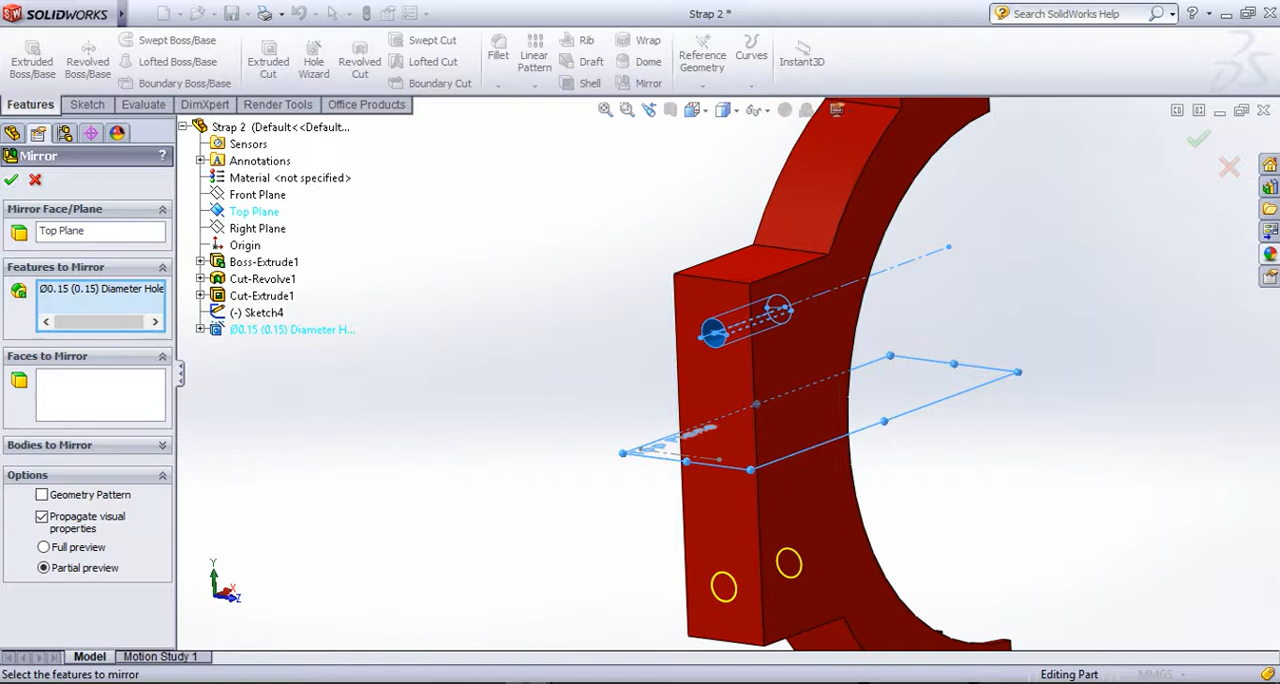 SOLIDWORKS
Strap 2 *
Search SolidWorks Help
Extruded Boss/Base
Revolved Boss/Base
Swept Boss/Base
Lofted Boss/Base
Boundary Boss/Base
Extruded Cut
Hole Wizard
Revolved Cut
Swept Cut
Lofted Cut
Boundary Cut
Fillet
Linear Pattern
Rib
Draft
Shell
Wrap
Dome
Mirror
Reference Geometry
Curves
Instant3D
Features
Sketch
Evaluate
DimXpert
Render Tools
Office Products
Mirror
?
Mirror Face/Plane
Top Plane
Features to Mirror
Ø0.15 (0.15) Diameter Hole
Faces to Mirror
Bodies to Mirror
Options
Geometry Pattern
Propagate visual properties
Full preview
Partial preview
Strap 2 (Default<<Default...
Sensors
Annotations
Material <not specified>
Front Plane
Top Plane
Right Plane
Origin
Boss-Extrude1
Cut-Revolve1
Cut-Extrude1
(-) Sketch4
Ø0.15 (0.15) Diameter H...
Y
X
Z
Model
Motion Study 1
Select the features to mirror
Editing Part
MMGS